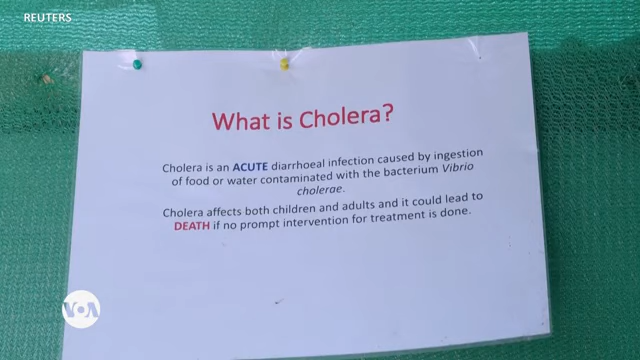 REUTERS
What is Cholera?
Cholera is an ACUTE diarrhoeal infection caused by ingestion
of food or water contaminated with the bacterium Vibrio
cholerae.
Cholera affects both children and adults and it could lead to
DEATH if no prompt intervention for treatment is done.
VOA